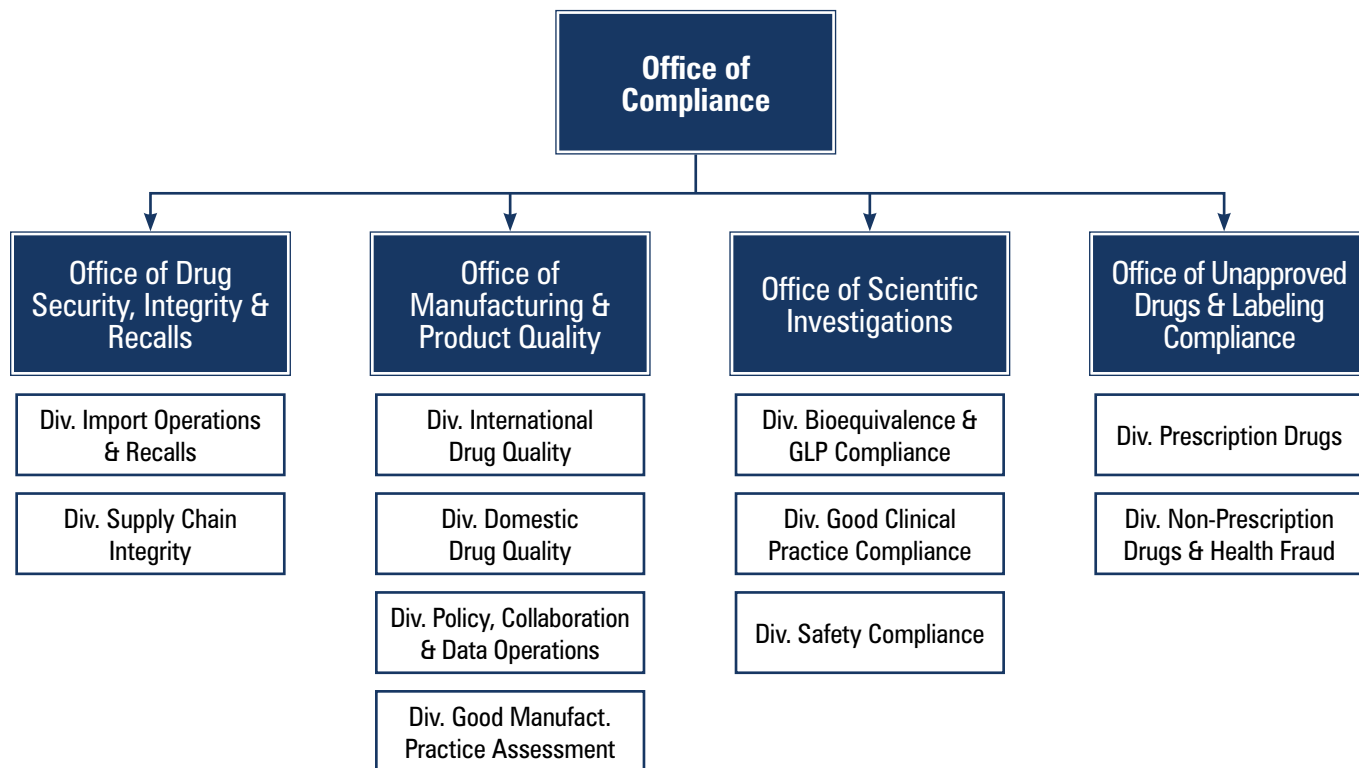 Office of
Compliance
Office of Drug
Security, Integrity &
Recalls
Div. Import Operations
& Recalls
Div. Supply Chain
Integrity
Office of
Manufacturing &
Product Quality
Div. International
Drug Quality
Div. Domestic
Drug Quality
Div. Policy, Collaboration
& Data Operations
Div. Good Manufact.
Practice Assessment
Office of Scientific
Investigations
Div. Bioequivalence &
GLP Compliance
Div. Good Clinical
Practice Compliance
Div. Safety Compliance
Office of Unapproved
Drugs & Labeling
Compliance
Div. Prescription Drugs
Div. Non-Prescription
Drugs & Health Fraud